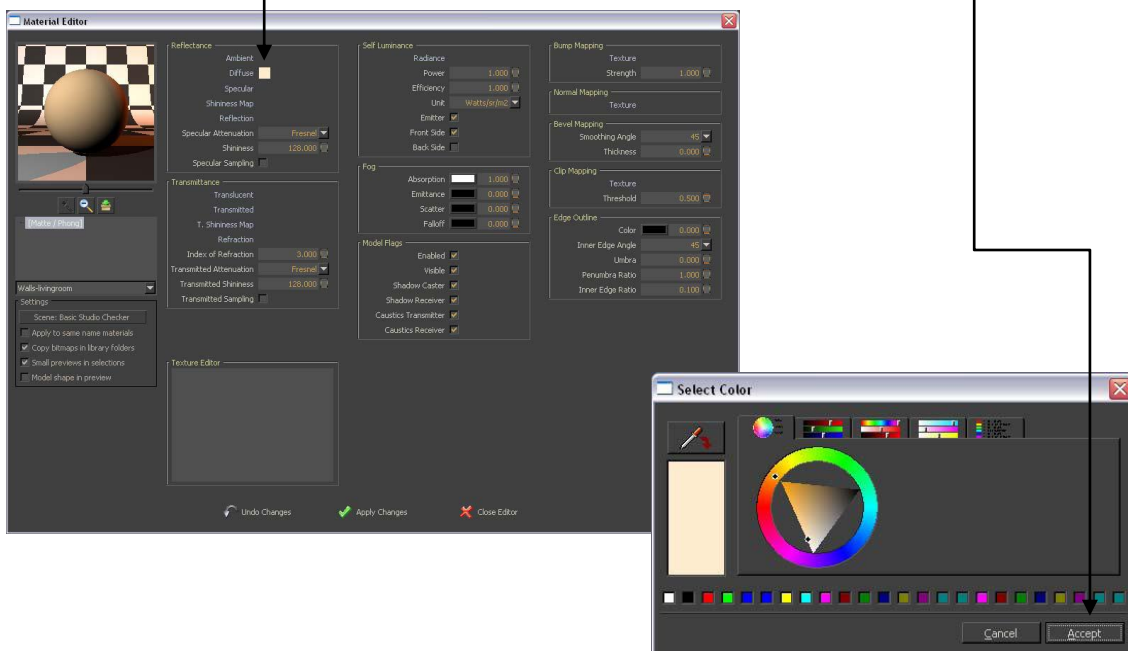 Material Editor
Reflectance
Ambient
Diffuse
Specular
Shininess Map
Reflection
Specular Attenuation Fresnel
Shininess 128.000
Specular Sampling
Transmittance
Translucent
Transmitted
T. Shininess Map
Refraction
Index of Refraction 3.000
Transmitted Attenuation Fresnel
Transmitted Shininess 128.000
Transmitted Sampling
Texture Editor
Self Luminance
Radiance
Power 1.000
Efficiency 1.000
Unit Watts/sr/m2
Emitter
Front Side
Back Side
Fog
Absorption 1.000
Emittance 0.000
Scatter 0.000
Falloff 0.000
Model Flags
Enabled
Visible
Shadow Caster
Shadow Receiver
Caustics Transmitter
Caustics Receiver
Bump Mapping
Texture
Strength 1.000
Normal Mapping
Texture
Bevel Mapping
Smoothing Angle 45
Thickness 0.000
Clip Mapping
Texture
Threshold 0.500
Edge Outline
Color 0.000
Inner Edge Angle 45
Umbra 0.000
Penumbra Ratio 1.000
Inner Edge Ratio 0.100
[Matte / Phong]
Walls-livingroom
Settings
Scene: Basic Studio Checker
Apply to same name materials
Copy bitmaps in library folders
Small previews in selections
Model shape in preview
Undo Changes Apply Changes Close Editor
Select Color
Cancel Accept